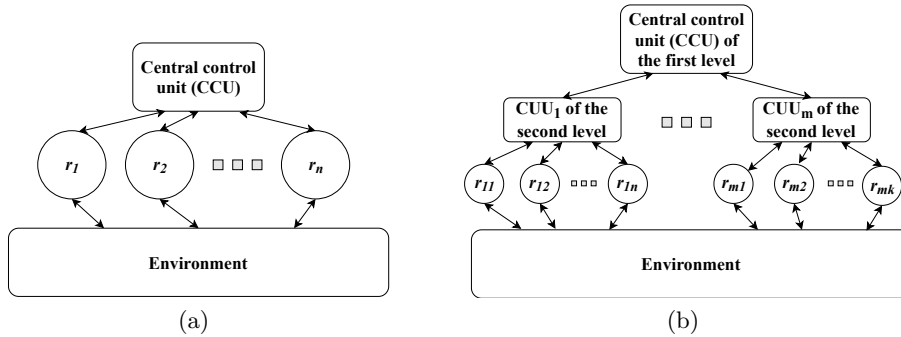 Central control
unit (CCU)
r1
r2
rn
Environment
(a)
Central control
unit (CCU) of
the first level
CUU1 of the
second level
CUUm of the
second level
r11
r12
r1n
rm1
rm2
rmk
Environment
(b)